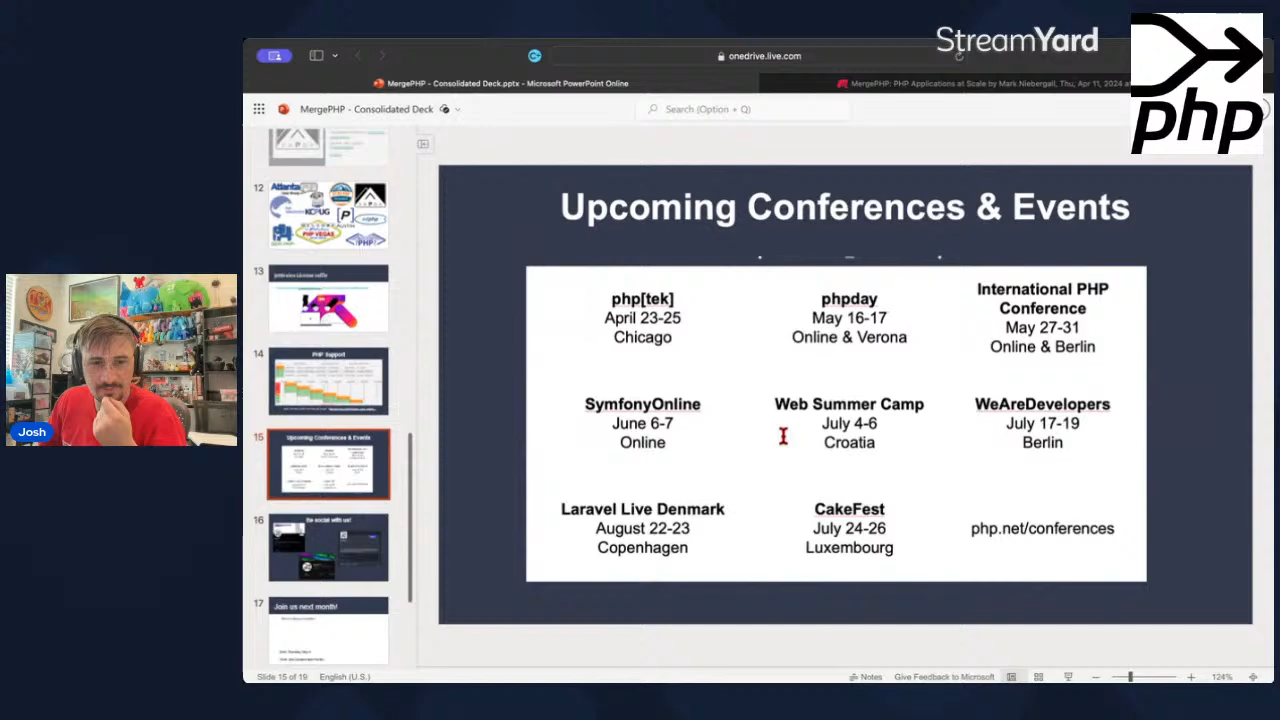 StreamYard
php
onedrive.live.com
MergePHP - Consolidated Deck.pptx - Microsoft PowerPoint Online
MergePHP: PHP Applications at Scale by Mark Niebergall, Thu, Apr 11, 2024
MergePHP - Consolidated Deck
Search (Option + Q)
12
Atlanta
KCPUG
AUSTIN
PHP VEGAS
13
14
PHP Support
15
Upcoming Conferences & Events
16
Be social with us!
17
Join us next month!
Upcoming Conferences & Events
php[tek]
April 23-25
Chicago
phpday
May 16-17
Online & Verona
International PHP
Conference
May 27-31
Online & Berlin
SymfonyOnline
June 6-7
Online
Web Summer Camp
July 4-6
Croatia
WeAreDevelopers
July 17-19
Berlin
Laravel Live Denmark
August 22-23
Copenhagen
CakeFest
July 24-26
Luxembourg
php.net/conferences
Josh
Slide 15 of 19
English (U.S.)
Notes
Give Feedback to Microsoft
124%